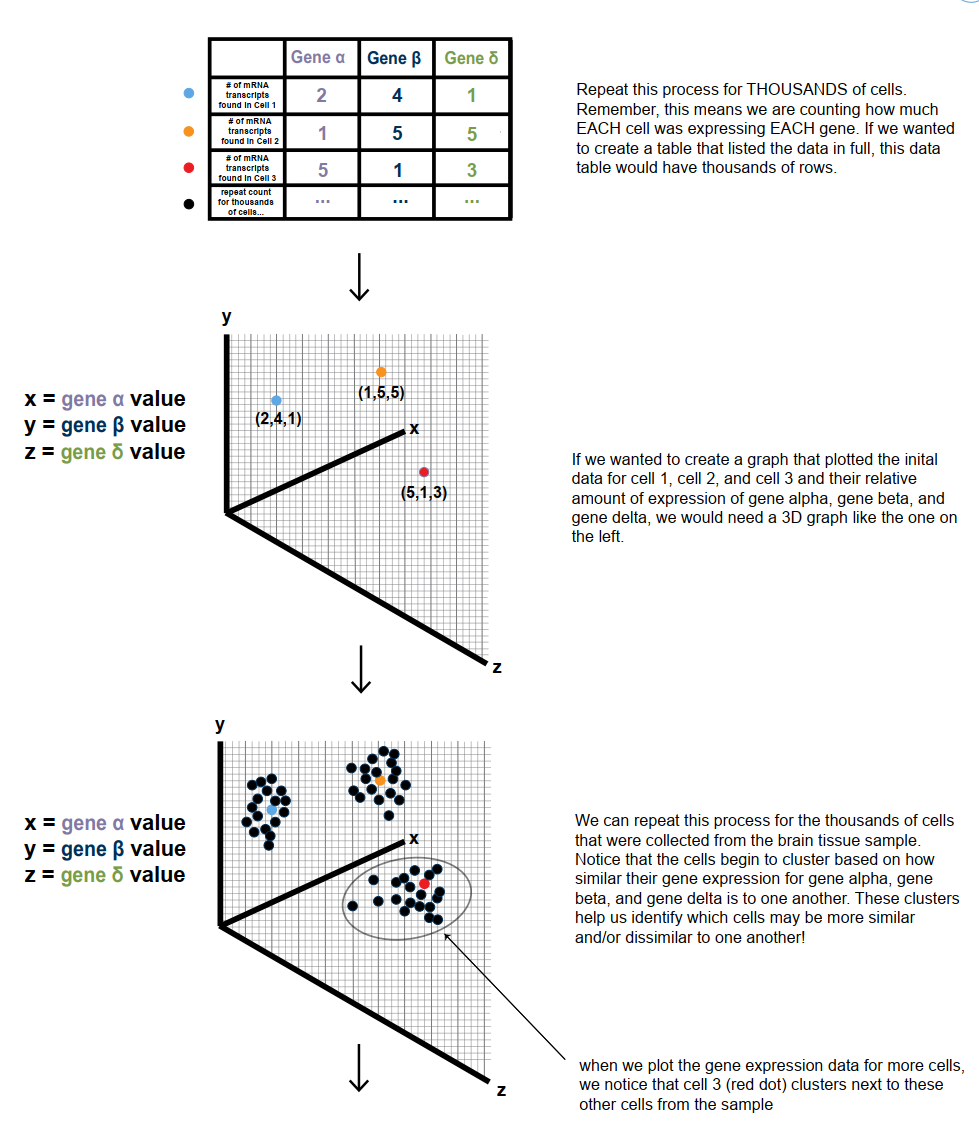 Gene α Gene β Gene δ
# of mRNA
transcripts
found in Cell 1
2 4 1
# of mRNA
transcripts
found in Cell 2
1 5 5
# of mRNA
transcripts
found in Cell 3
5 1 3
repeat count
for thousands
of cells...
... ... ...
Repeat this process for THOUSANDS of cells.
Remember, this means we are counting how much
EACH cell was expressing EACH gene. If we wanted
to create a table that listed the data in full, this data
table would have thousands of rows.
x = gene α value
y = gene β value
z = gene δ value
y
(2,4,1)
(1,5,5)
x
(5,1,3)
z
If we wanted to create a graph that plotted the inital
data for cell 1, cell 2, and cell 3 and their relative
amount of expression of gene alpha, gene beta, and
gene delta, we would need a 3D graph like the one on
the left.
x = gene α value
y = gene β value
z = gene δ value
y
x
z
We can repeat this process for the thousands of cells
that were collected from the brain tissue sample.
Notice that the cells begin to cluster based on how
similar their gene expression for gene alpha, gene
beta, and gene delta is to one another. These clusters
help us identify which cells may be more similar
and/or dissimilar to one another!
when we plot the gene expression data for more cells,
we notice that cell 3 (red dot) clusters next to these
other cells from the sample